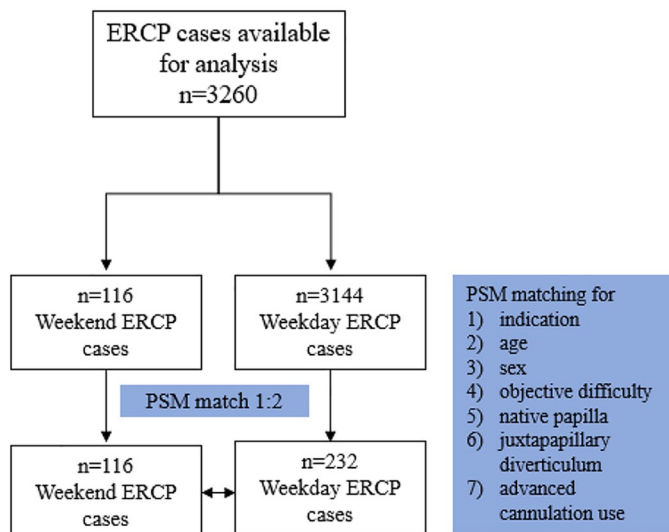 ERCP cases available
for analysis
n=3260
n=116
Weekend ERCP
cases
n=3144
Weekday ERCP
cases
PSM match 1:2
n=116
Weekend ERCP
cases
n=232
Weekday ERCP
cases
PSM matching for
1) indication
2) age
3) sex
4) objective difficulty
5) native papilla
6) juxtapapillary
diverticulum
7) advanced
cannulation use